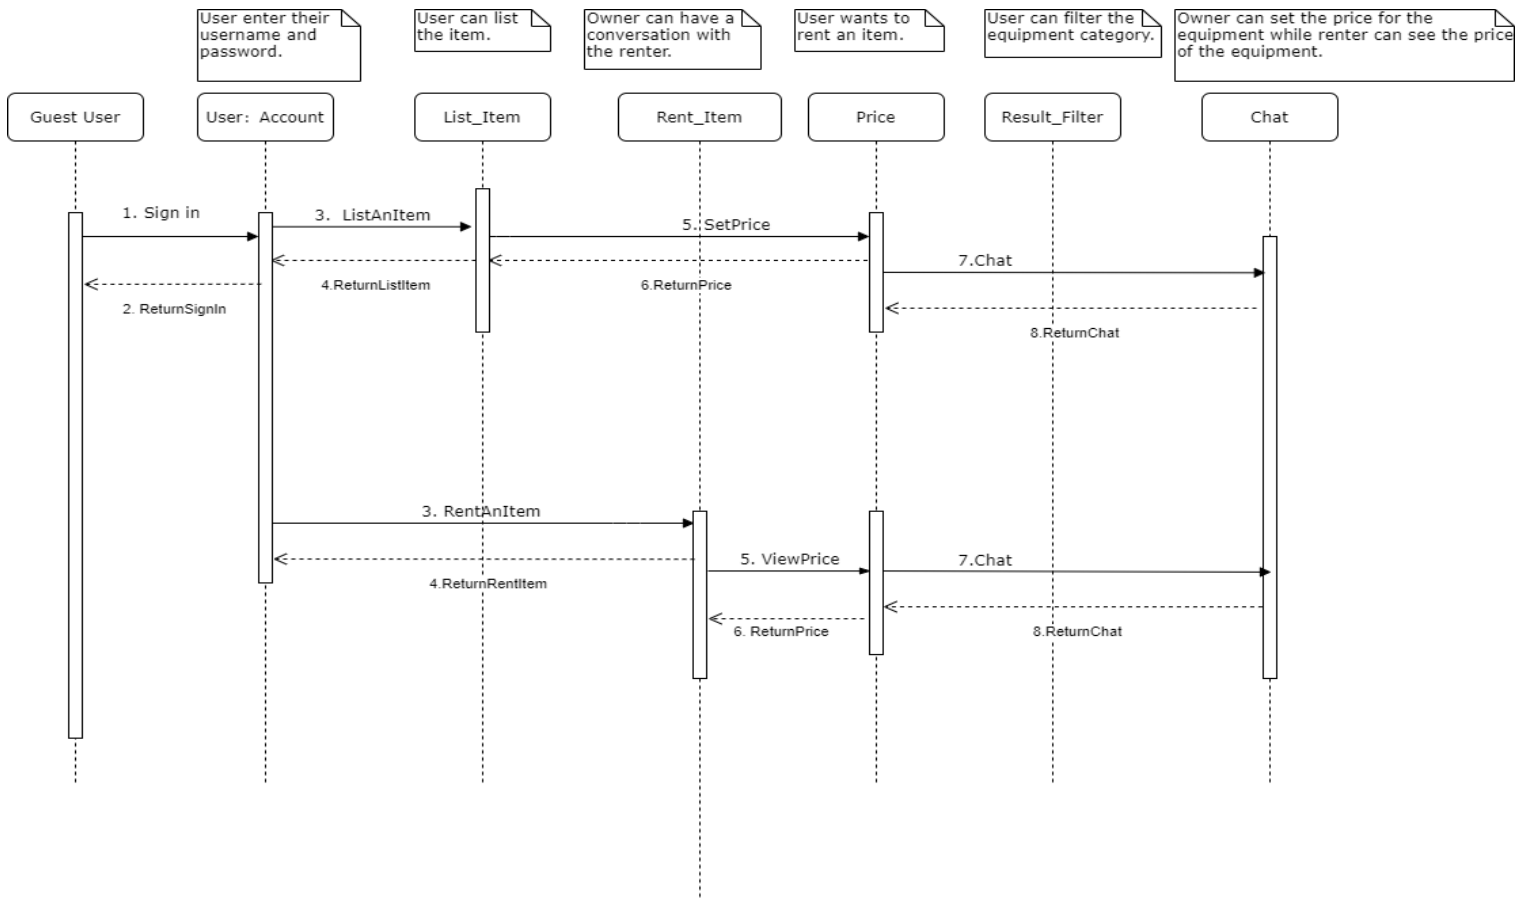 User enter their
username and
password.
User can list
the item.
Owner can have a
conversation with
the renter.
User wants to
rent an item.
User can filter the
equipment category.
Owner can set the price for the
equipment while renter can see the price
of the equipment.
Guest User
User: Account
List_Item
Rent_Item
Price
Result_Filter
Chat
1. Sign in
3. ListAnItem
5. SetPrice
7.Chat
2. ReturnSignIn
4.ReturnListItem
6.ReturnPrice
8.ReturnChat
3. RentAnItem
4.ReturnRentItem
5. ViewPrice
7.Chat
6. ReturnPrice
8.ReturnChat